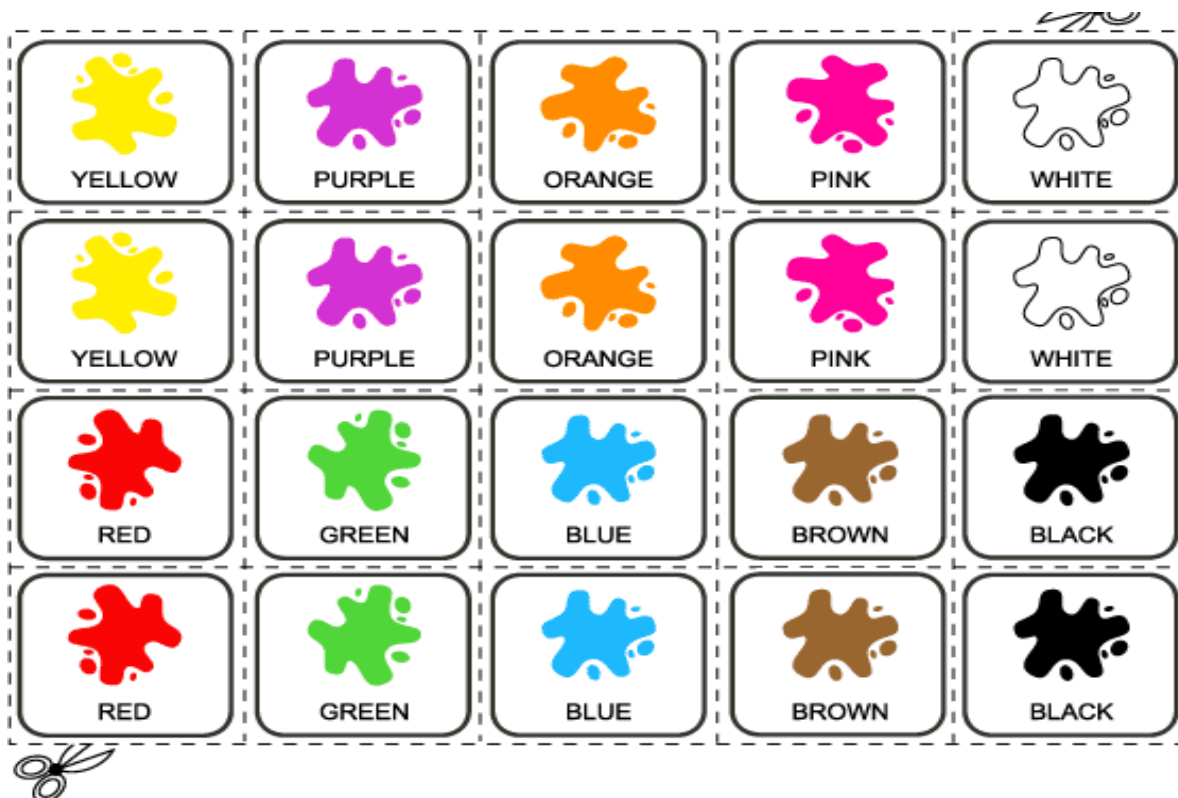 YELLOW PURPLE ORANGE PINK WHITE
YELLOW PURPLE ORANGE PINK WHITE
RED GREEN BLUE BROWN BLACK
RED GREEN BLUE BROWN BLACK